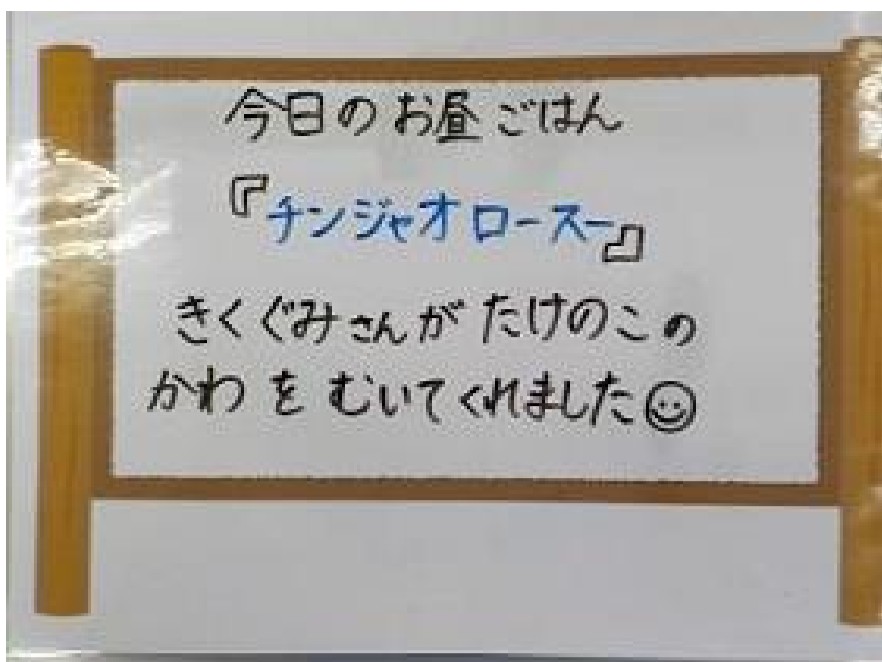 今日のお昼ごはん
『チンジャオロースー』
きくぐみさんがたけのこの
かわをむいてくれました☺